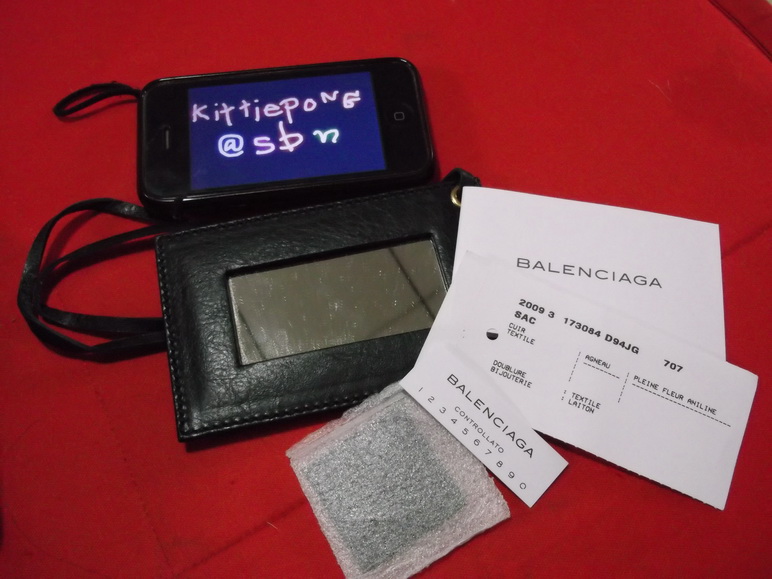 KittiePONG
@sbn
BALENCIAGA
2009 3 173084 D94JG 707
SAC
CUIR AGNEAU PLEINE FLEUR ANILINE
TEXTILE
DOUBLURE TEXTILE
BIJOUTERIE LAITON
BALENCIAGA
CONTROLLATO
1 2 3 4 5 6 7 8 9 0